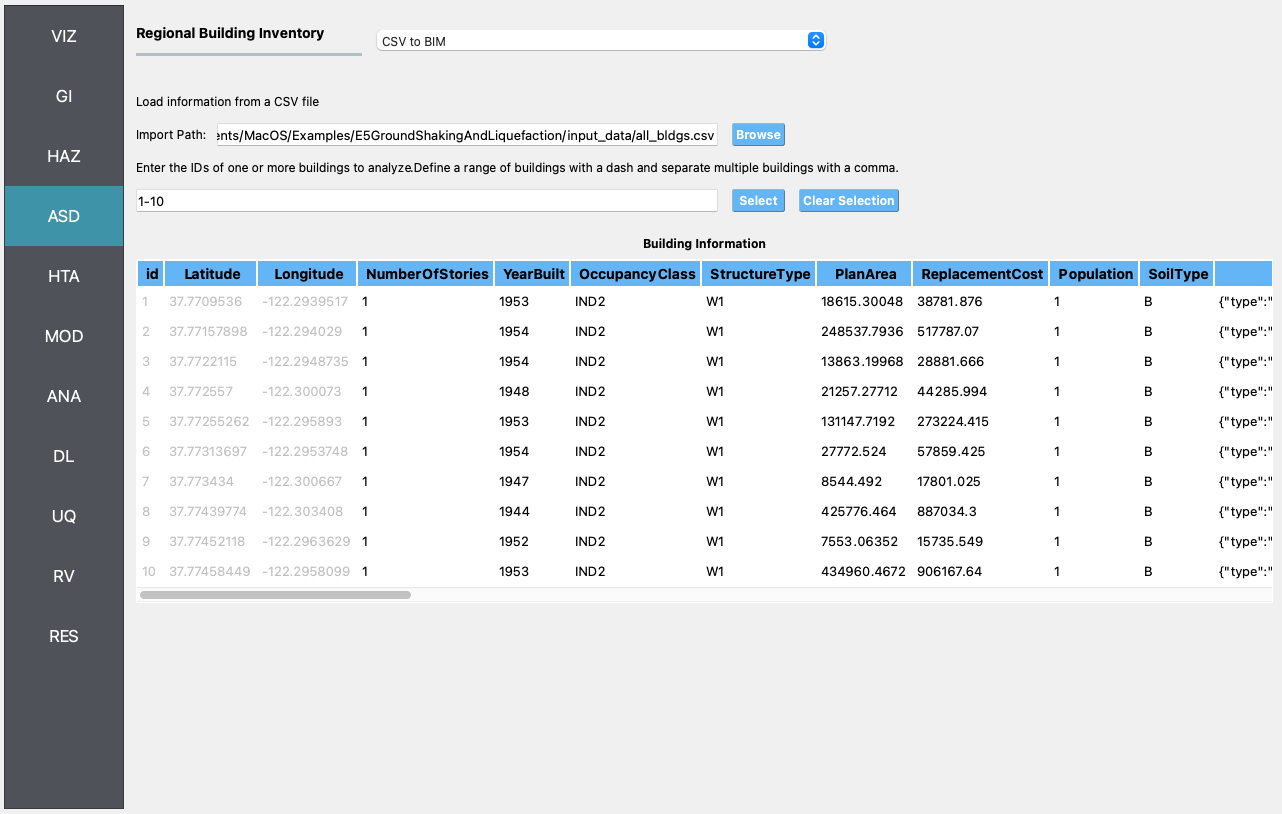 VIZ
GI
HAZ
ASD
HTA
MOD
ANA
DL
UQ
RV
RES
Regional Building Inventory
CSV to BIM
Load information from a CSV file
Import Path: ents/MacOS/Examples/E5GroundShakingAndLiquefaction/input_data/all_bldgs.csv Browse
Enter the IDs of one or more buildings to analyze.Define a range of buildings with a dash and separate multiple buildings with a comma.
1-10 Select Clear Selection
Building Information
id Latitude Longitude NumberOfStories YearBuilt OccupancyClass StructureType PlanArea ReplacementCost Population SoilType
1 37.7709536 -122.2939517 1 1953 IND2 W1 18615.30048 38781.876 1 B {"type":"
2 37.77157898 -122.294029 1 1954 IND2 W1 248537.7936 517787.07 1 B {"type":"
3 37.7722115 -122.2948735 1 1954 IND2 W1 13863.19968 28881.666 1 B {"type":"
4 37.772557 -122.300073 1 1948 IND2 W1 21257.27712 44285.994 1 B {"type":"
5 37.77255262 -122.295893 1 1953 IND2 W1 131147.7192 273224.415 1 B {"type":"
6 37.77313697 -122.2953748 1 1954 IND2 W1 27772.524 57859.425 1 B {"type":"
7 37.773434 -122.300667 1 1947 IND2 W1 8544.492 17801.025 1 B {"type":"
8 37.77439774 -122.303408 1 1944 IND2 W1 425776.464 887034.3 1 B {"type":"
9 37.77452118 -122.2963629 1 1952 IND2 W1 7553.06352 15735.549 1 B {"type":"
10 37.77458449 -122.2958099 1 1953 IND2 W1 434960.4672 906167.64 1 B {"type":"